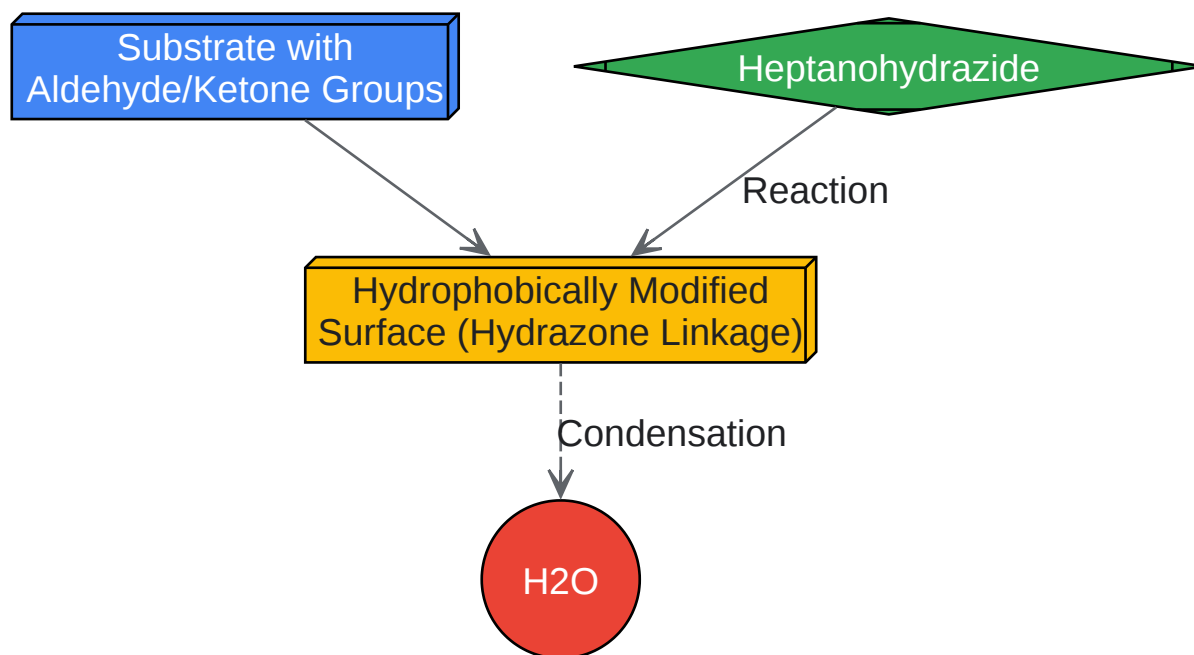 Substrate with
Aldehyde/Ketone Groups
Heptanohydrazide
Reaction
Hydrophobically Modified
Surface (Hydrazone Linkage)
Condensation
H2O